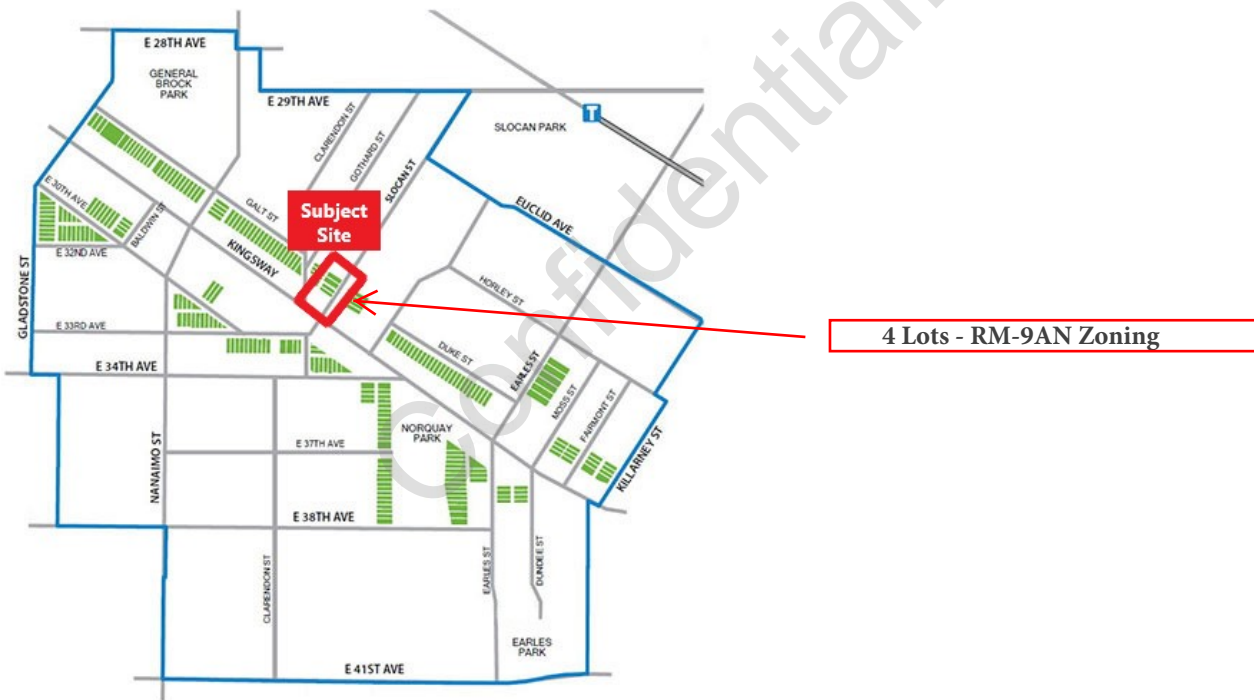 E 28TH AVE
GENERAL
BROCK
PARK
E 29TH AVE
CLARENDON ST
GOTHARD ST
SLOCAN ST
SLOCAN PARK
T
E 30TH AVE
BALDWIN ST
GALT ST
Subject
Site
EUCLID AVE
KINGSWAY
E 32ND AVE
GLADSTONE ST
HORLEY ST
E 33RD AVE
4 Lots - RM-9AN Zoning
E 34TH AVE
DUKE ST
EARLES ST
MOSS ST
FAIRMONT ST
NORQUAY
PARK
E 37TH AVE
KILLARNEY ST
NANAIMO ST
E 38TH AVE
CLARENDON ST
EARLES ST
DUNDEE ST
EARLES
PARK
E 41ST AVE
Confidential